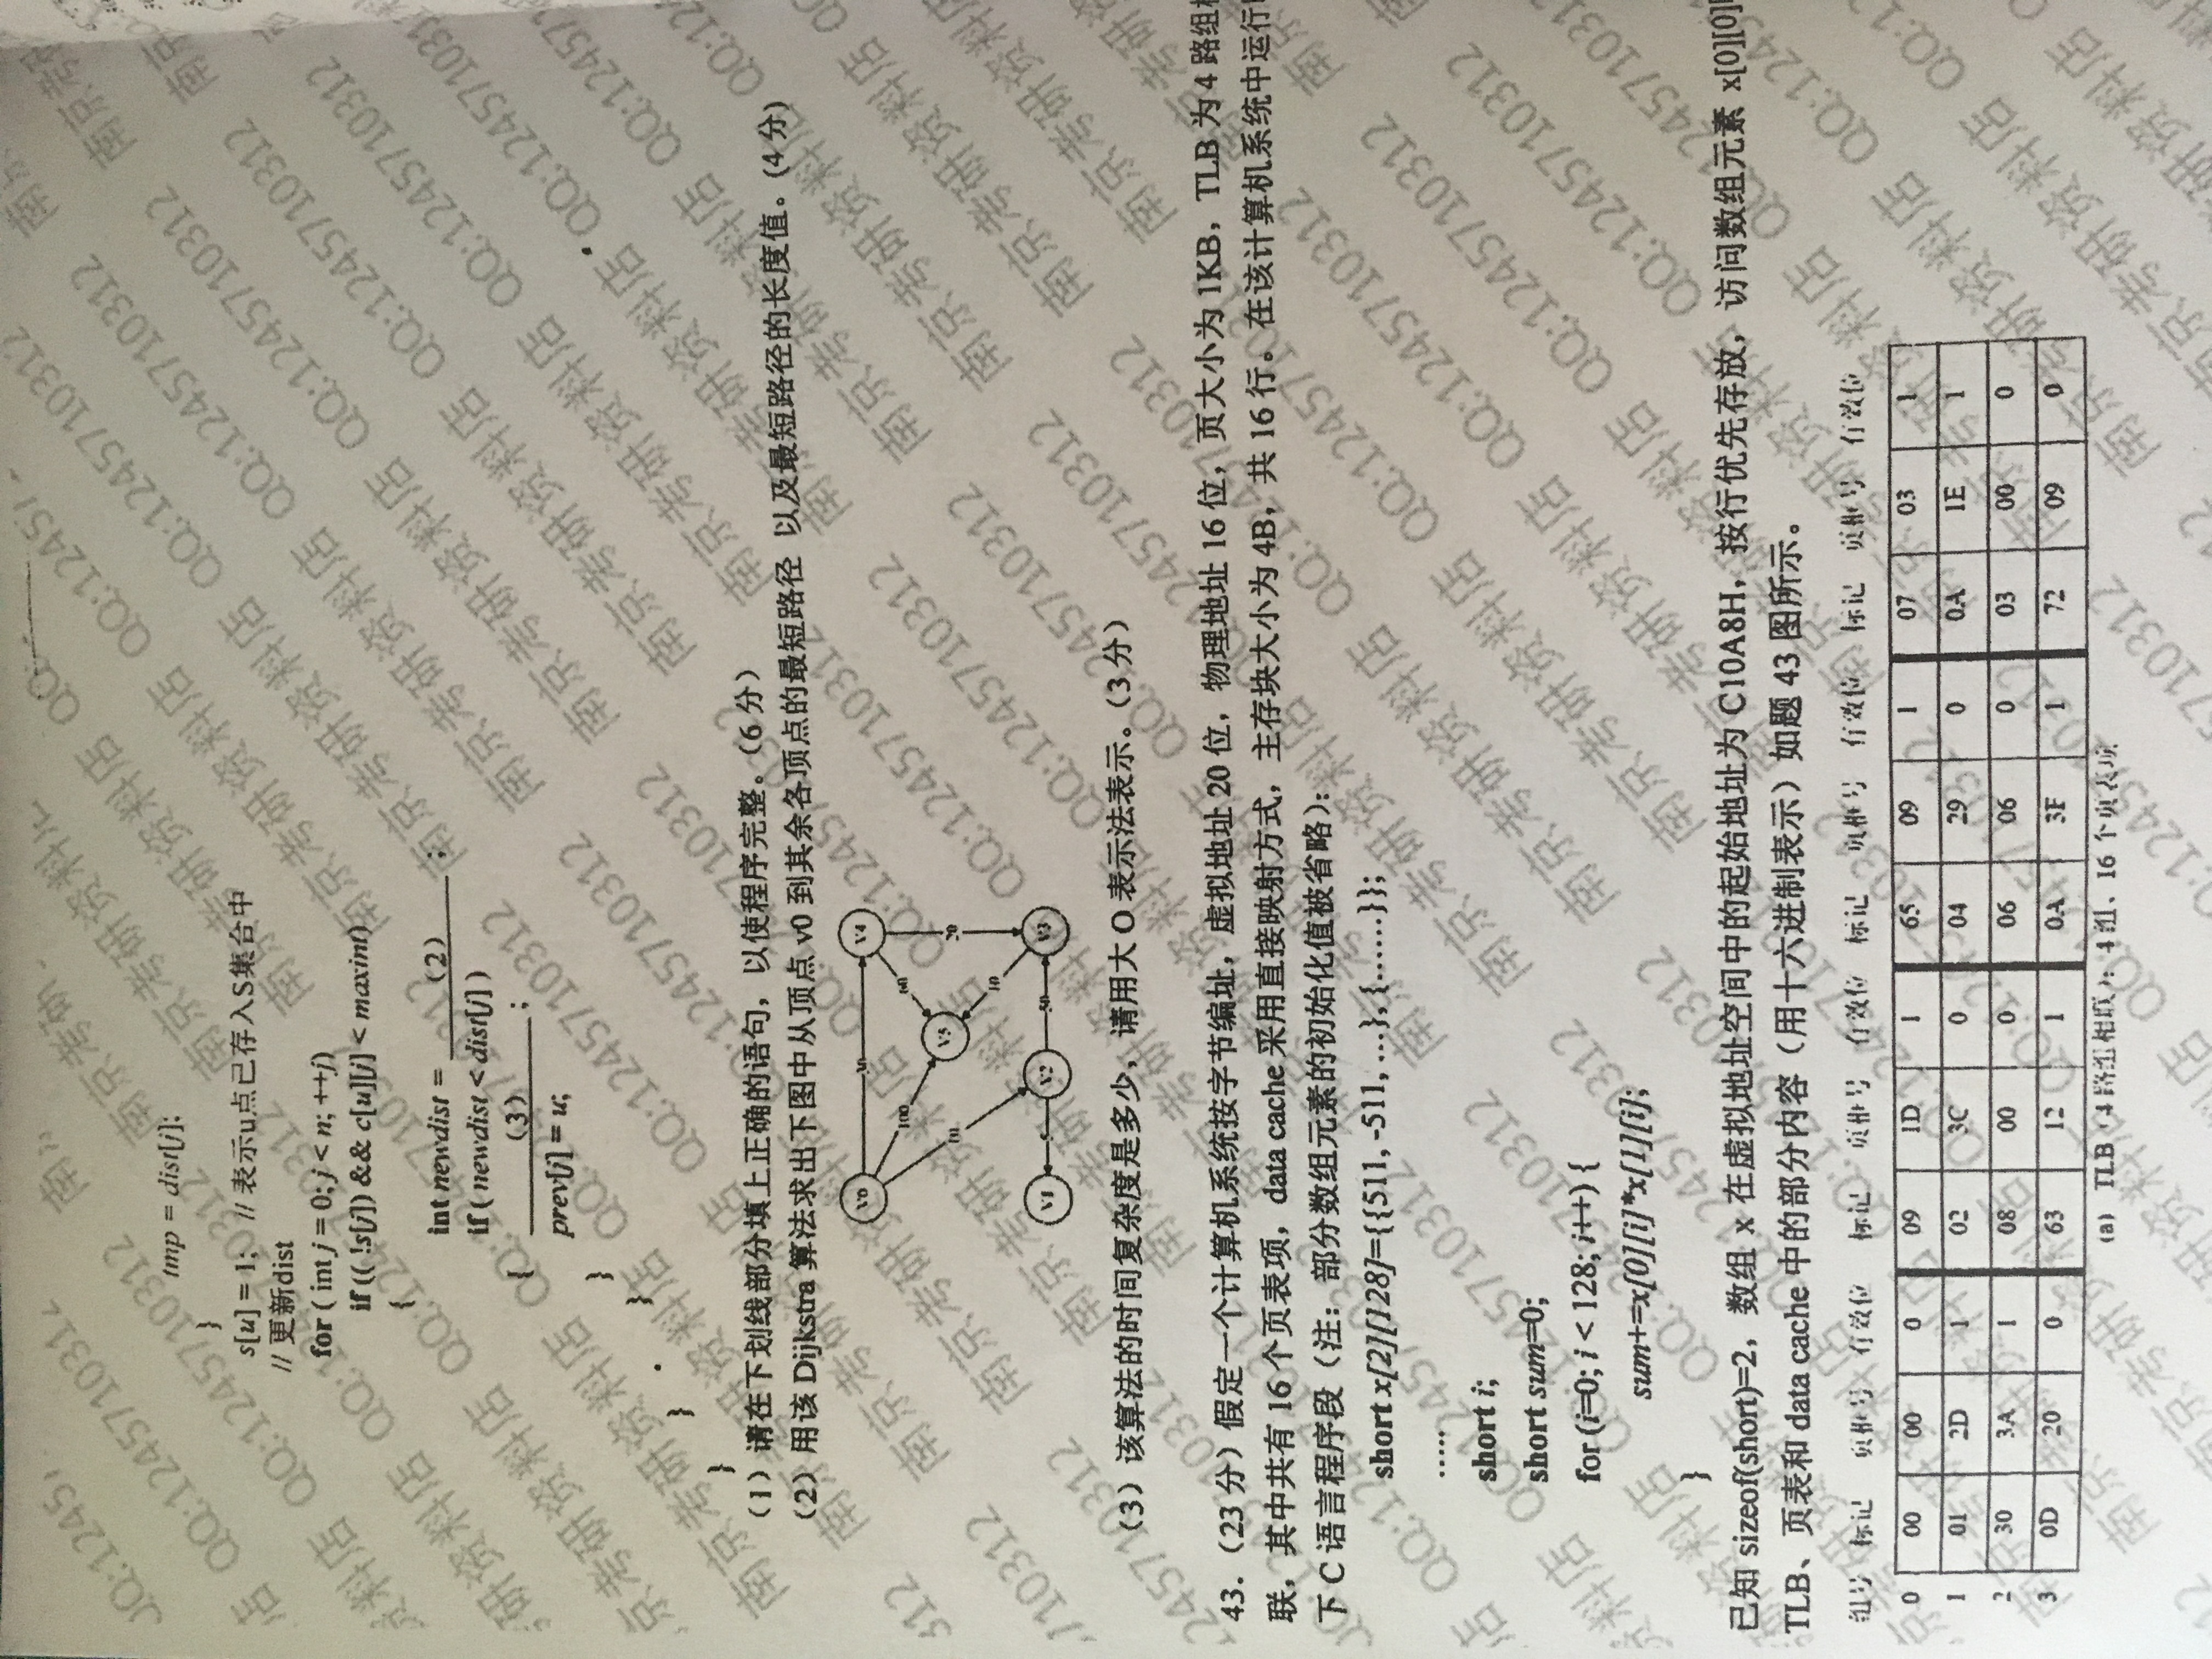 tmp = dist[j];
}
s[u] = 1; // 表示u点已存入S集合中
// 更新dist
for ( int j = 0; j < n; ++j)
if (( !s[j]) && c[u][j] < maxint)
{
int newdist = （2） ;
if ( newdist < dist[j] )
{ （3） ;
prev[j] = u;
}
}
}
}
（1）请在下划线部分填上正确的语句，以使程序完整。（6 分）
（2）用该 Dijkstra 算法求出下图中从顶点 v0 到其余各顶点的最短路径 以及最短路径的长度值。(4 分)
V0 V4
100 60
V5
10 20
10
V1 5 V2 50 V3
（3）该算法的时间复杂度是多少，请用大 O 表示法表示。（3 分）
43.（23 分）假定一个计算机系统按字节编址，虚拟地址 20 位，物理地址 16 位，页大小为 1KB，TLB 为 4 路组
联，其中共有 16 个页表项，data cache 采用直接映射方式，主存块大小为 4B，共 16 行。在该计算机系统中运行
下 C 语言程序段（注：部分数组元素的初始化值被省略）：
short x[2][128]={{511, -511, …}, {……}};
…..
short i;
short sum=0;
for (i=0; i < 128; i++) {
sum+=x[0][i]*x[1][i];
}
已知 sizeof(short)=2，数组 x 在虚拟地址空间中的起始地址为 C10A8H，按行优先存放，访问数组元素 x[0][0]
TLB、页表和 data cache 中的部分内容（用十六进制表示）如题 43 图所示。
组号 标记 页框号 有效位 标记 页框号 有效位 标记 页框号 有效位 标记 页框号 有效位
0 00 00 0 09 1D 1 65 09 1 07 03 1
1 01 2D 1 02 3C 0 04 29 0 0A 1E 1
2 30 3A 1 08 00 0 06 06 0 03 00 0
3 0D 20 0 63 12 1 0A 3F 1 72 09 0
(a) TLB（4 路组相联）：4 组、16 个页表项
南京考研资料店 QQ:1245710312